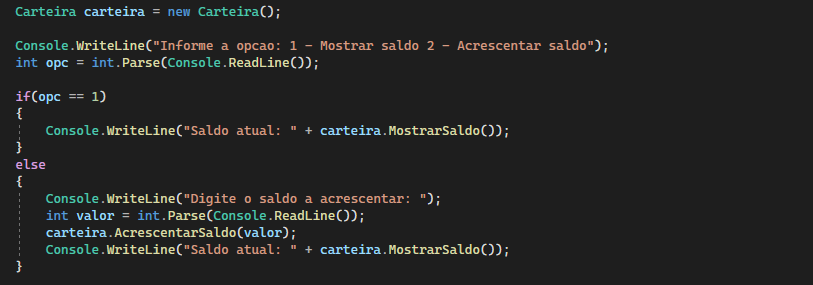 Carteira carteira = new Carteira();
Console.WriteLine("Informe a opcao: 1 - Mostrar saldo 2 - Acrescentar saldo");
int opc = int.Parse(Console.ReadLine());
if(opc == 1)
{
Console.WriteLine("Saldo atual: " + carteira.MostrarSaldo());
}
else
{
Console.WriteLine("Digite o saldo a acrescentar: ");
int valor = int.Parse(Console.ReadLine());
carteira.AcrescentarSaldo(valor);
Console.WriteLine("Saldo atual: " + carteira.MostrarSaldo());
}